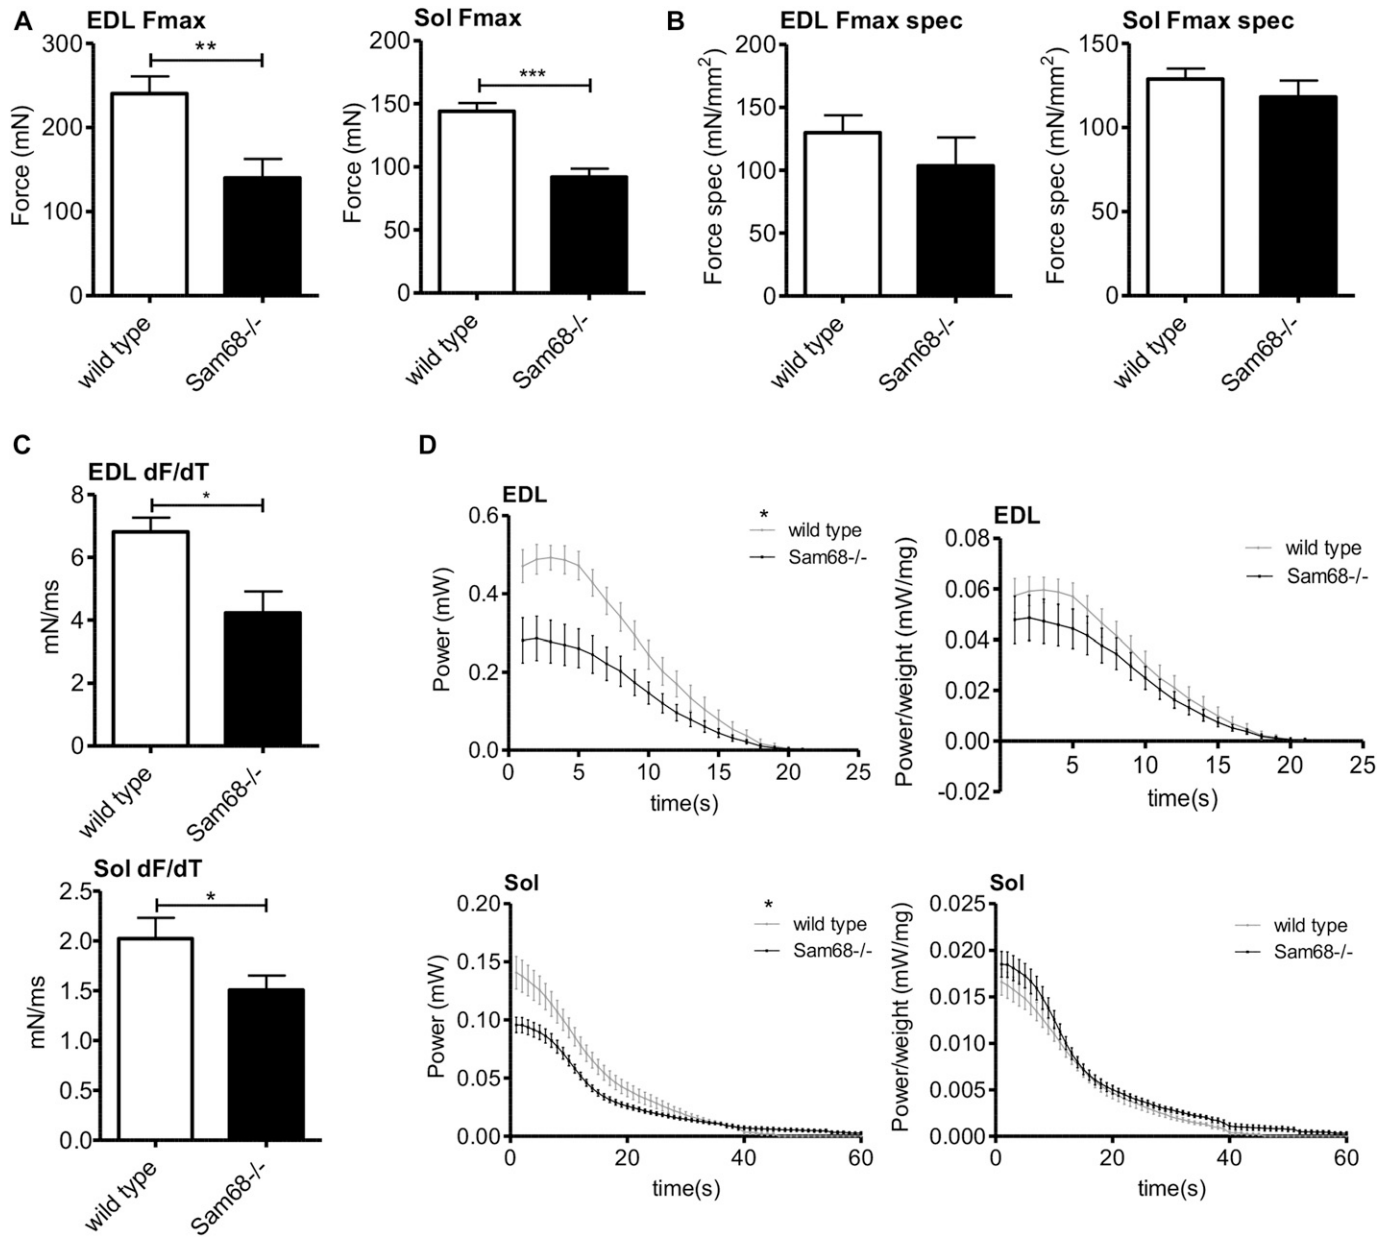 A
EDL Fmax
300
200
100
0
Force (mN)
**
wild type
Sam68-/-
Sol Fmax
200
150
100
50
0
Force (mN)
***
wild type
Sam68-/-
B
EDL Fmax spec
200
150
100
50
0
Force spec (mN/mm²)
wild type
Sam68-/-
Sol Fmax spec
150
100
50
0
Force spec (mN/mm²)
wild type
Sam68-/-
C
EDL dF/dT
8
6
4
2
0
mN/ms
*
wild type
Sam68-/-
Sol dF/dT
2.5
2.0
1.5
1.0
0.5
0.0
mN/ms
*
wild type
Sam68-/-
D
EDL
0.6
0.4
0.2
0.0
Power (mW)
*
wild type
Sam68-/-
0 5 10 15 20 25
time(s)
EDL
0.08
0.06
0.04
0.02
0.00
-0.02
Power/weight (mW/mg)
wild type
Sam68-/-
5 10 15 20 25
time(s)
Sol
0.20
0.15
0.10
0.05
0.00
Power (mW)
*
wild type
Sam68-/-
0 20 40 60
time(s)
Sol
0.025
0.020
0.015
0.010
0.005
0.000
Power/weight (mW/mg)
wild type
Sam68-/-
0 20 40 60
time(s)